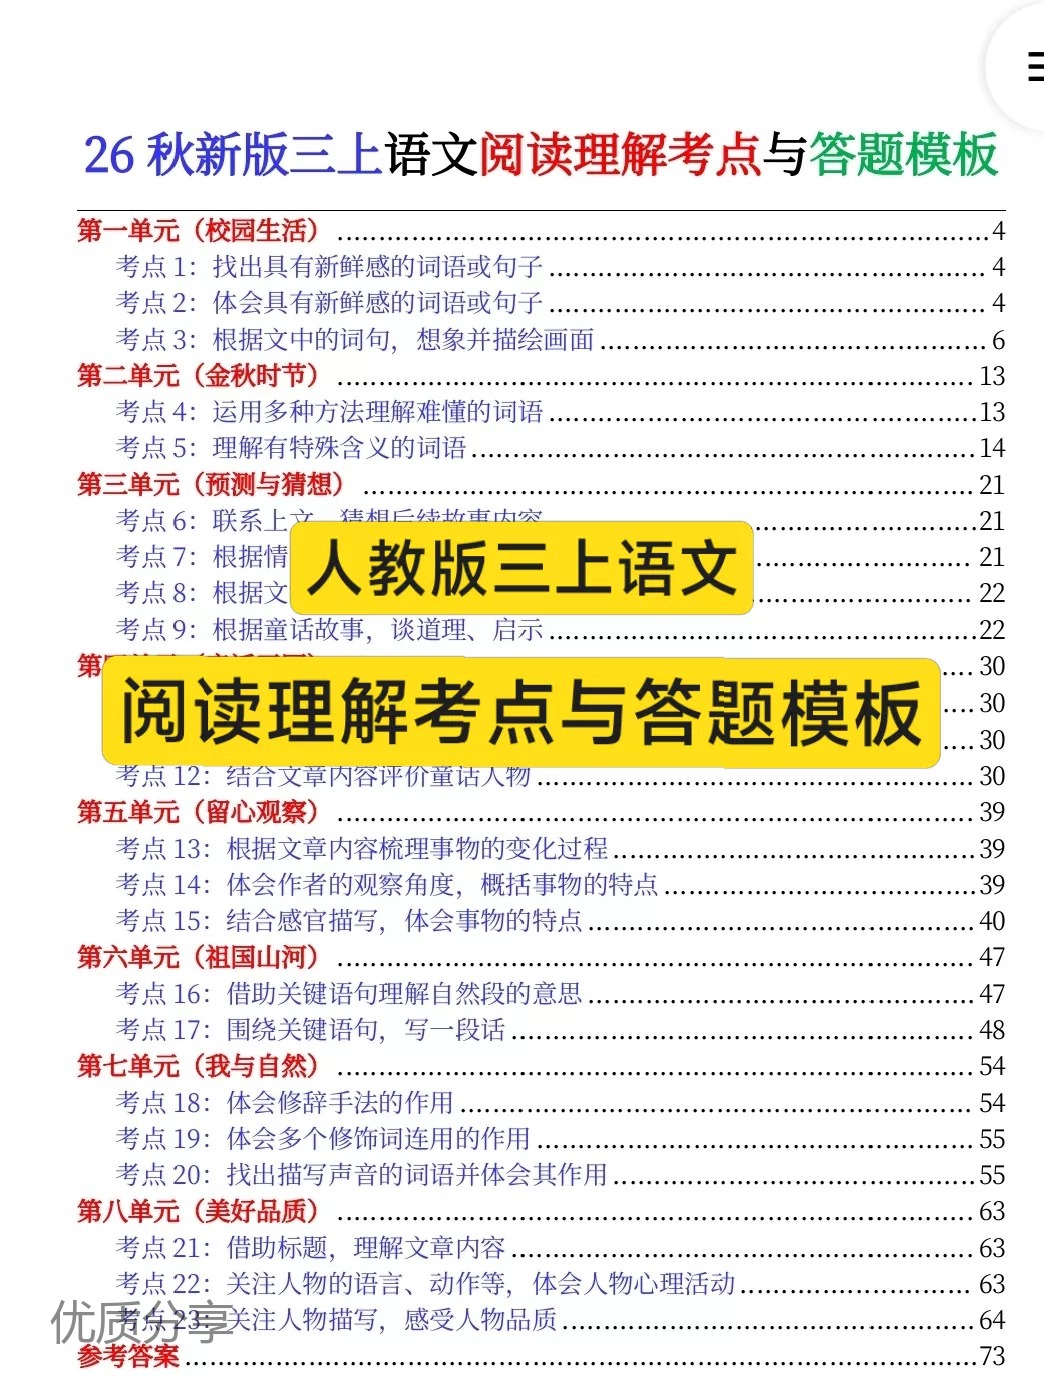 26 秋新版三上语文阅读理解考点与答题模板
第一单元（校园生活）4
考点 1：找出具有新鲜感的词语或句子 4
考点 2：体会具有新鲜感的词语或句子 4
考点 3：根据文中的词句，想象并描绘画面 6
第二单元（金秋时节）13
考点 4：运用多种方法理解难懂的词语 13
考点 5：理解有特殊含义的词语 14
第三单元（预测与猜想）21
考点 6：联系上文，猜想后续故事内容 21
考点 7：根据情 21
人教版三上语文
考点 8：根据文 22
考点 9：根据童话故事，谈道理、启示 22
第 30
30
阅读理解考点与答题模板
30
考点 12：结合文章内容评价童话人物 30
第五单元（留心观察）39
考点 13：根据文章内容梳理事物的变化过程 39
考点 14：体会作者的观察角度，概括事物的特点 39
考点 15：结合感官描写，体会事物的特点 40
第六单元（祖国山河）47
考点 16：借助关键语句理解自然段的意思 47
考点 17：围绕关键语句，写一段话 48
第七单元（我与自然）54
考点 18：体会修辞手法的作用 54
考点 19：体会多个修饰词连用的作用 55
考点 20：找出描写声音的词语并体会其作用 55
第八单元（美好品质）63
考点 21：借助标题，理解文章内容 63
考点 22：关注人物的语言、动作等，体会人物心理活动 63
考点 23：关注人物描写，感受人物品质 64
优质分享
参考答案 73